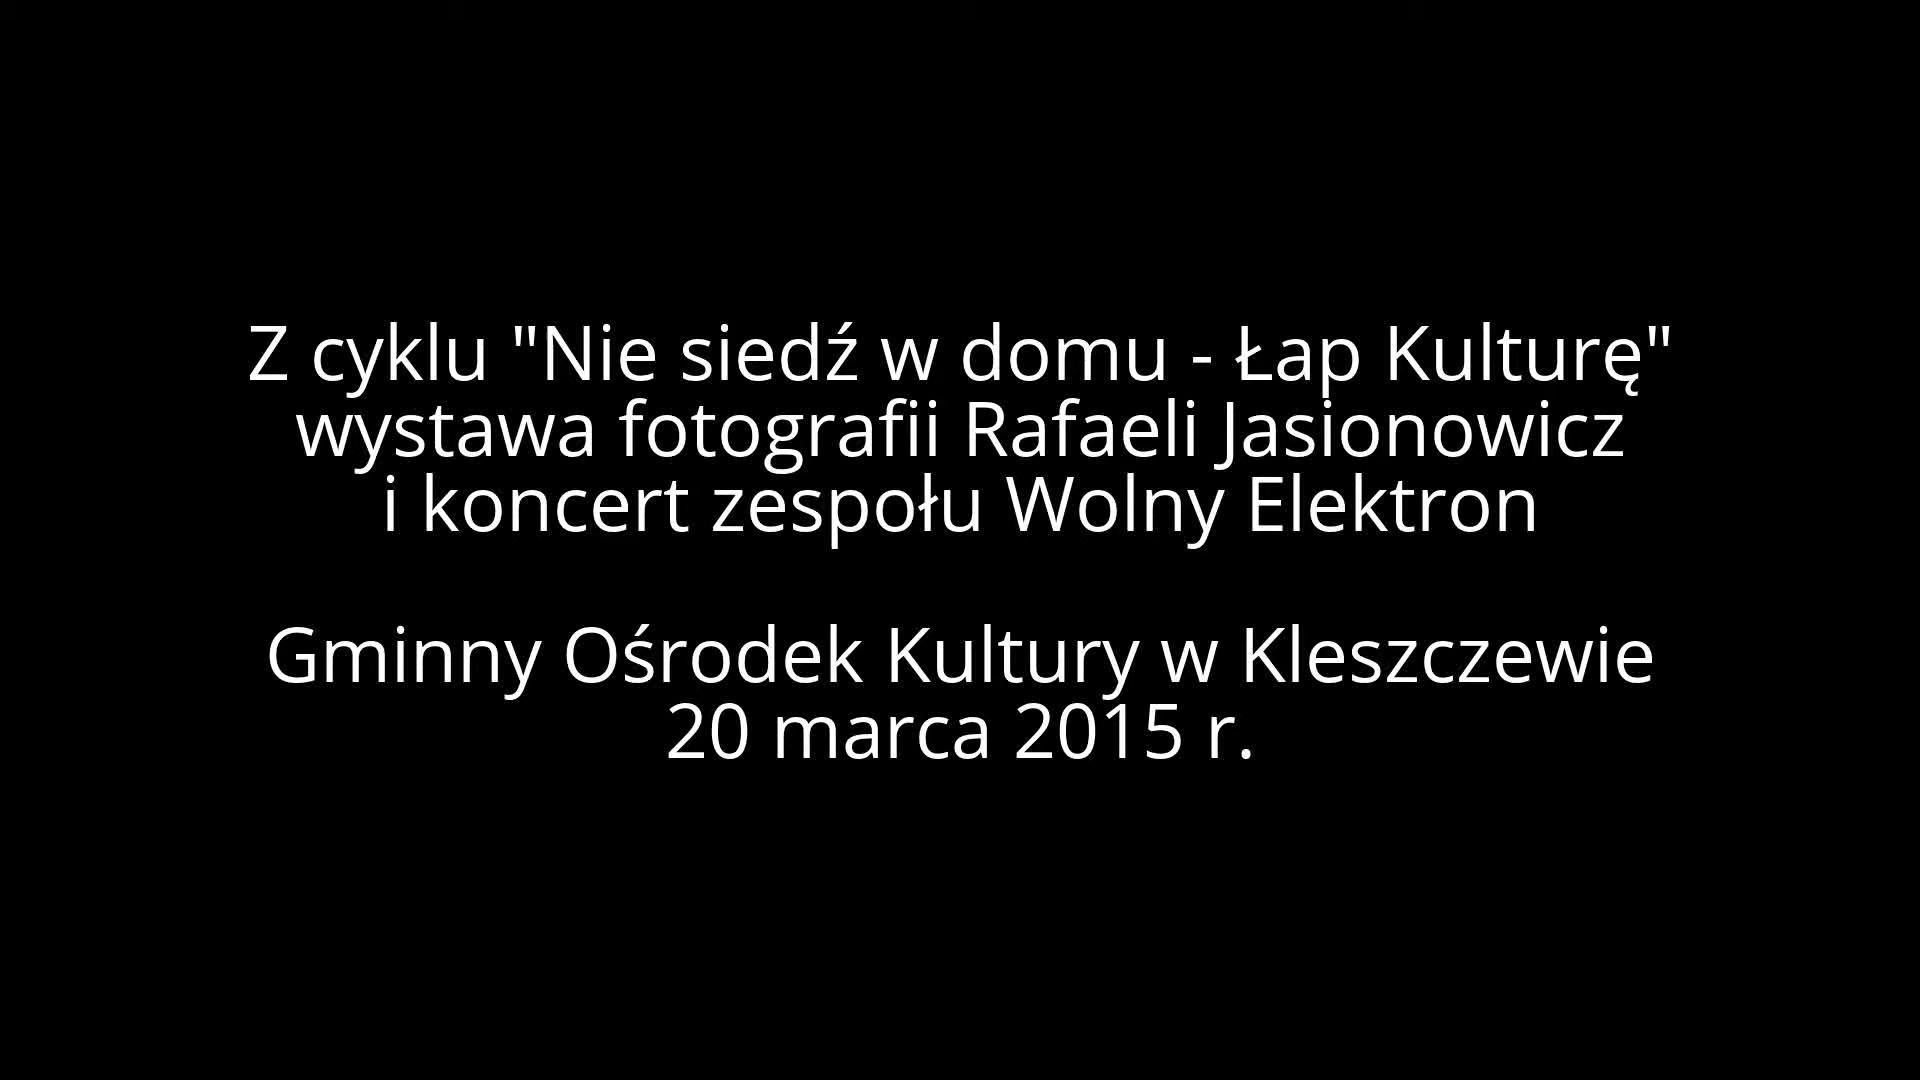 Z cyklu "Nie siedź w domu - Łap Kulturę"
wystawa fotografii Rafaeli Jasionowicz
i koncert zespołu Wolny Elektron
Gminny Ośrodek Kultury w Kleszczewie
20 marca 2015 r.